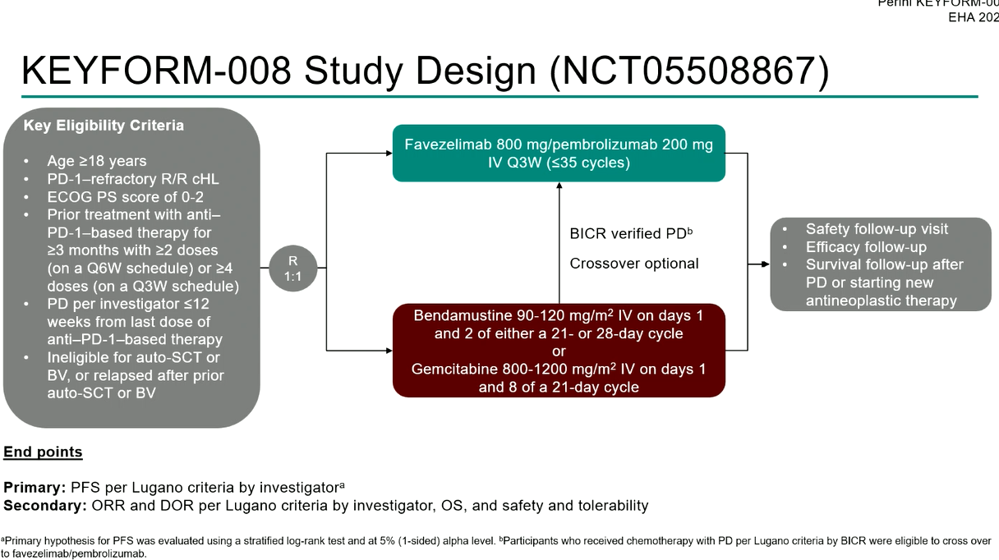 Perini KEYFORM-00
EHA 202
KEYFORM-008 Study Design (NCT05508867)
Key Eligibility Criteria
• Age ≥18 years
• PD-1–refractory R/R cHL
• ECOG PS score of 0-2
• Prior treatment with anti–
PD-1–based therapy for
≥3 months with ≥2 doses
(on a Q6W schedule) or ≥4
doses (on a Q3W schedule)
• PD per investigator ≤12
weeks from last dose of
anti–PD-1–based therapy
• Ineligible for auto-SCT or
BV, or relapsed after prior
auto-SCT or BV
R
1:1
Favezelimab 800 mg/pembrolizumab 200 mg
IV Q3W (≤35 cycles)
BICR verified PDᵇ
Crossover optional
Bendamustine 90-120 mg/m² IV on days 1
and 2 of either a 21- or 28-day cycle
or
Gemcitabine 800-1200 mg/m² IV on days 1
and 8 of a 21-day cycle
• Safety follow-up visit
• Efficacy follow-up
• Survival follow-up after
PD or starting new
antineoplastic therapy
End points
Primary: PFS per Lugano criteria by investigatorᵃ
Secondary: ORR and DOR per Lugano criteria by investigator, OS, and safety and tolerability
ᵃPrimary hypothesis for PFS was evaluated using a stratified log-rank test and at 5% (1-sided) alpha level. ᵇParticipants who received chemotherapy with PD per Lugano criteria by BICR were eligible to cross over
to favezelimab/pembrolizumab.